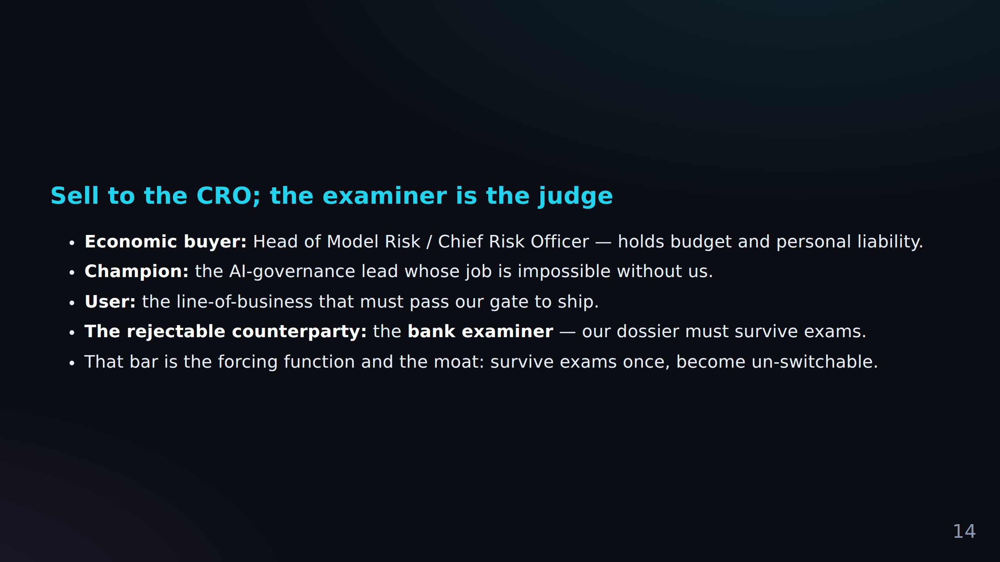 Sell to the CRO; the examiner is the judge
• Economic buyer: Head of Model Risk / Chief Risk Officer — holds budget and personal liability.
• Champion: the AI-governance lead whose job is impossible without us.
• User: the line-of-business that must pass our gate to ship.
• The rejectable counterparty: the bank examiner — our dossier must survive exams.
• That bar is the forcing function and the moat: survive exams once, become un-switchable.
14